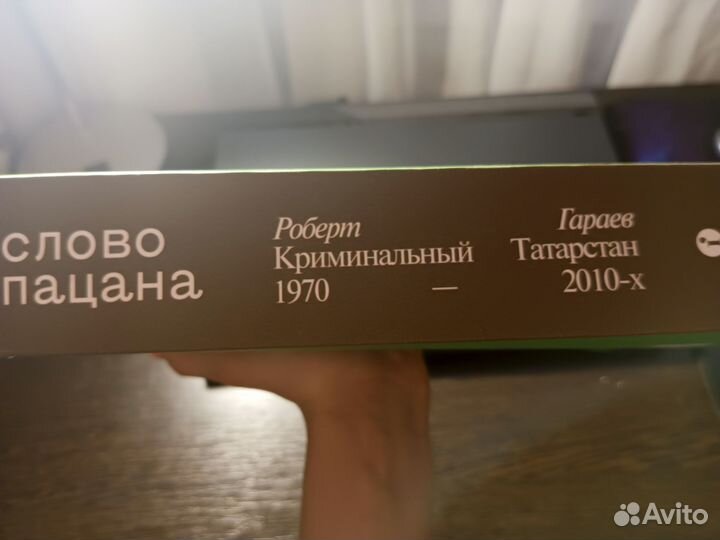 слово
пацана
Роберт Гараев
Криминальный Татарстан
1970 — 2010-х
Avito